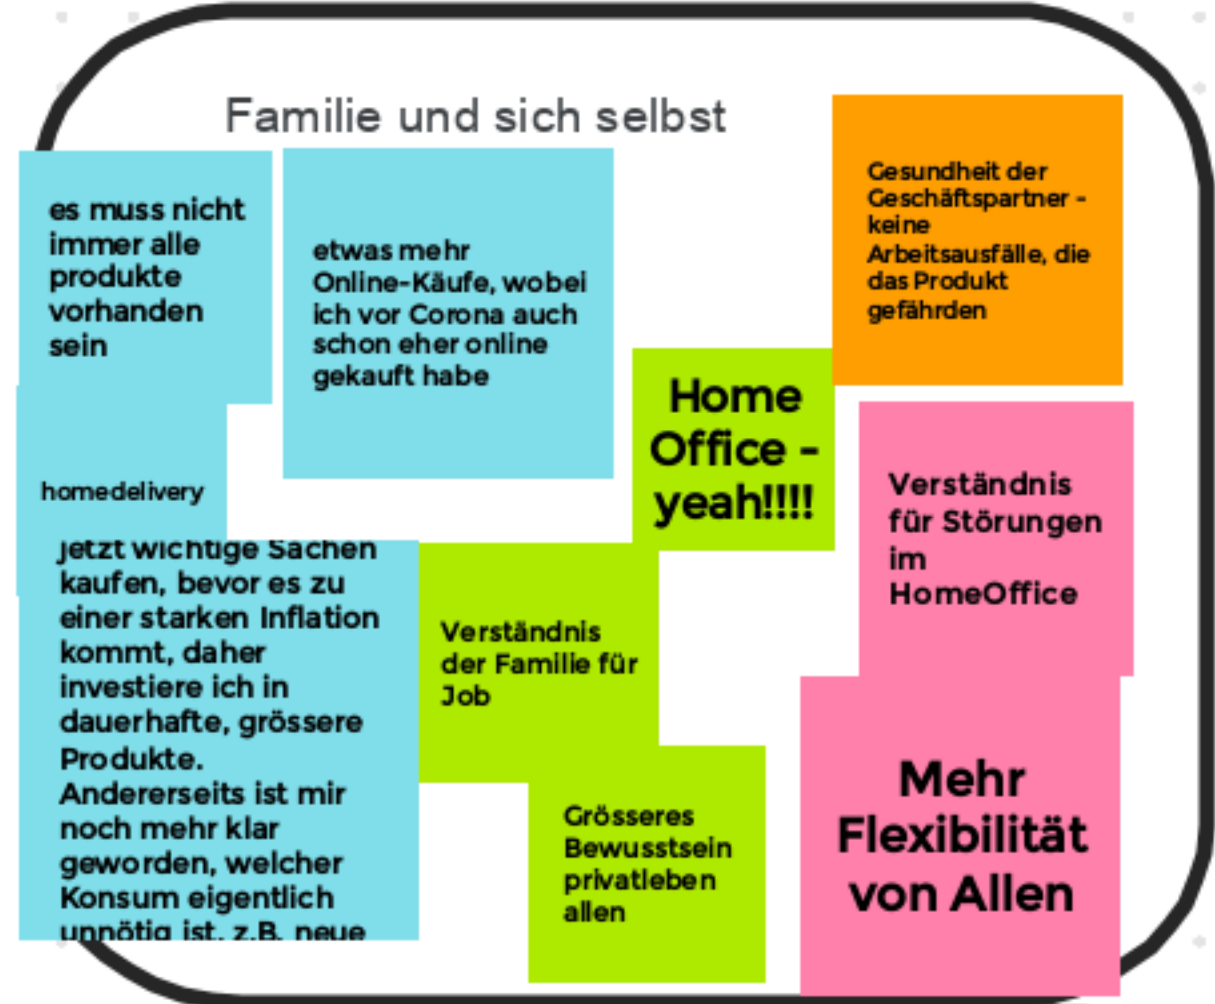 Familie und sich selbst
es muss nicht
immer alle
produkte
vorhanden
sein
etwas mehr
Online-Käufe, wobei
ich vor Corona auch
schon eher online
gekauft habe
Gesundheit der
Geschäftspartner -
keine
Arbeitsausfälle, die
das Produkt
gefährden
Home
Office -
yeah!!!!
homedelivery
Verständnis
für Störungen
im
HomeOffice
jetzt wichtige Sachen
kaufen, bevor es zu
einer starken Inflation
kommt, daher
investiere ich in
dauerhafte, grössere
Produkte.
Andererseits ist mir
noch mehr klar
geworden, welcher
Konsum eigentlich
unnötig ist, z.B. neue
Verständnis
der Familie für
Job
Grösseres
Bewusstsein
privatleben
allen
Mehr
Flexibilität
von Allen